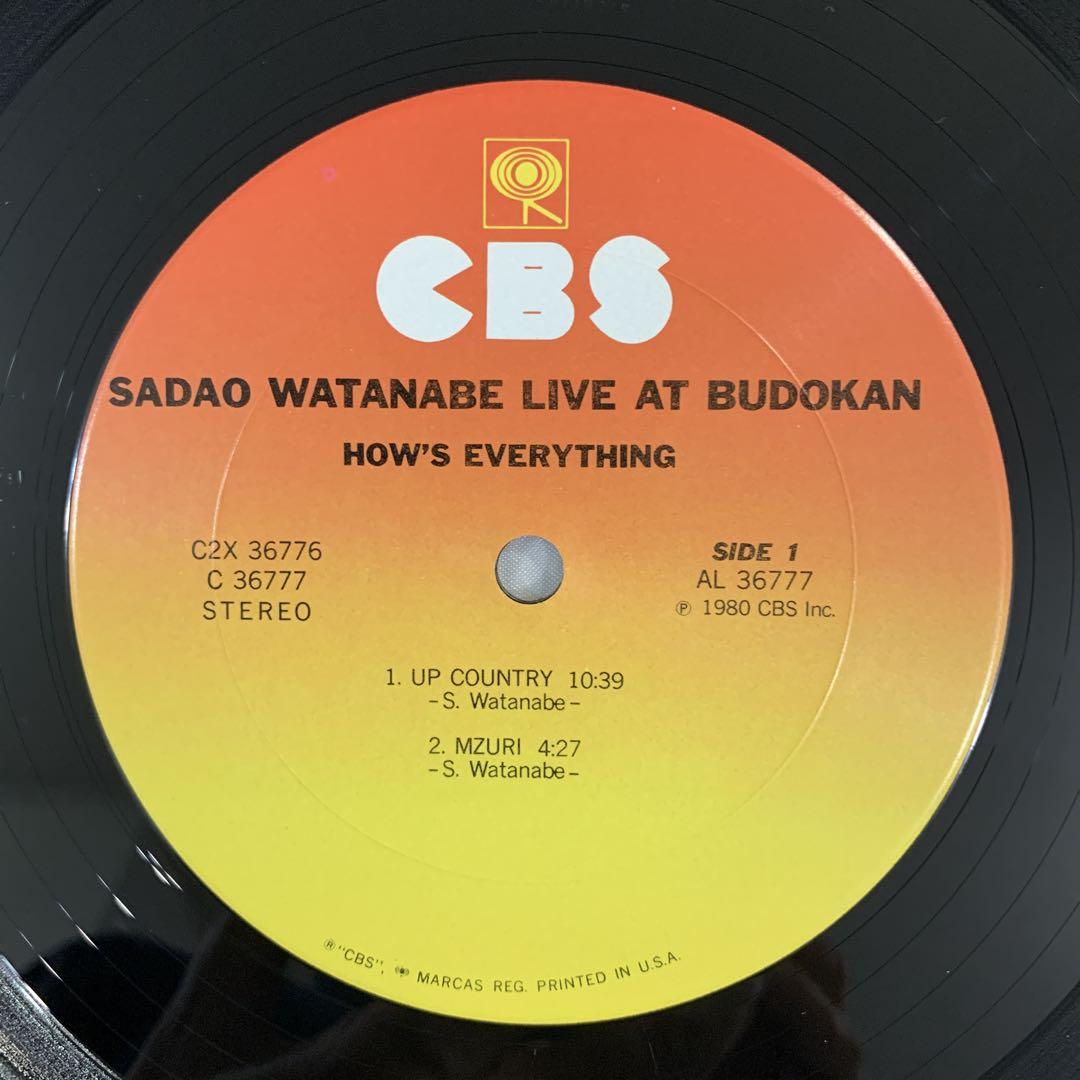 CBS
SADAO WATANABE LIVE AT BUDOKAN
HOW'S EVERYTHING
C2X 36776
C 36777
STEREO
SIDE 1
AL 36777
℗ 1980 CBS Inc.
1. UP COUNTRY 10:39
– S. Watanabe –
2. MZURI 4:27
– S. Watanabe –
® "CBS", MARCAS REG. PRINTED IN U.S.A.